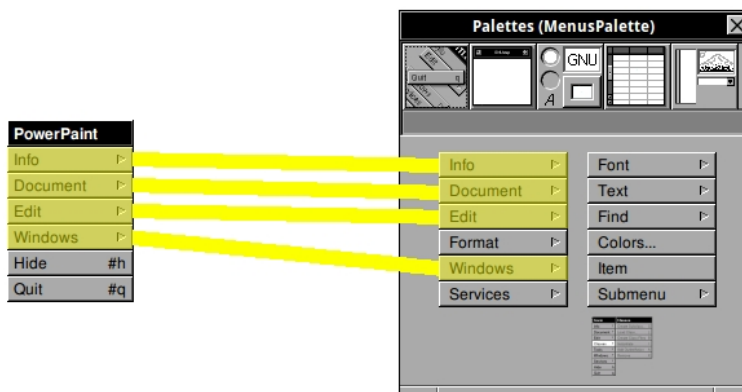 Palettes (MenusPalette)
Quit q
GNU
A
PowerPaint
Info
Document
Edit
Windows
Hide #h
Quit #q
Info
Document
Edit
Format
Windows
Services
Font
Text
Find
Colors...
Item
Submenu